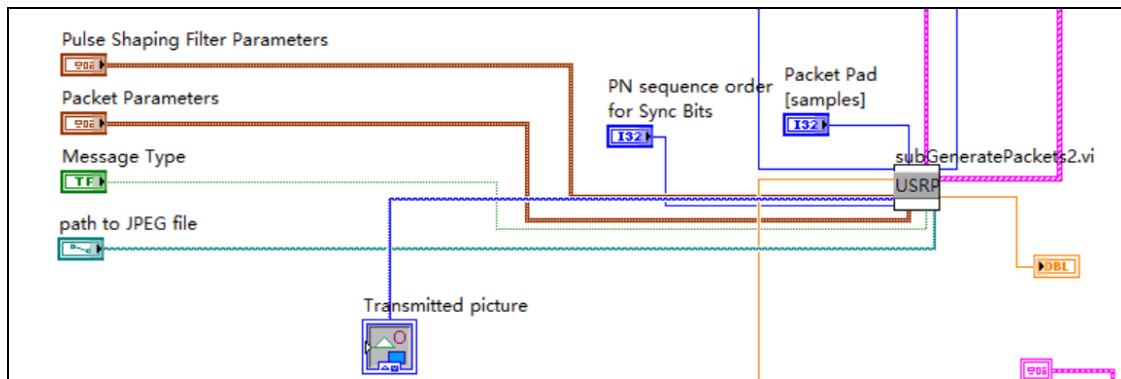 Pulse Shaping Filter Parameters
Packet Parameters
Message Type
TF
path to JPEG file
PN sequence order
for Sync Bits
I32
Packet Pad
[samples]
I32
subGeneratePackets2.vi
USRP
DBL
Transmitted picture